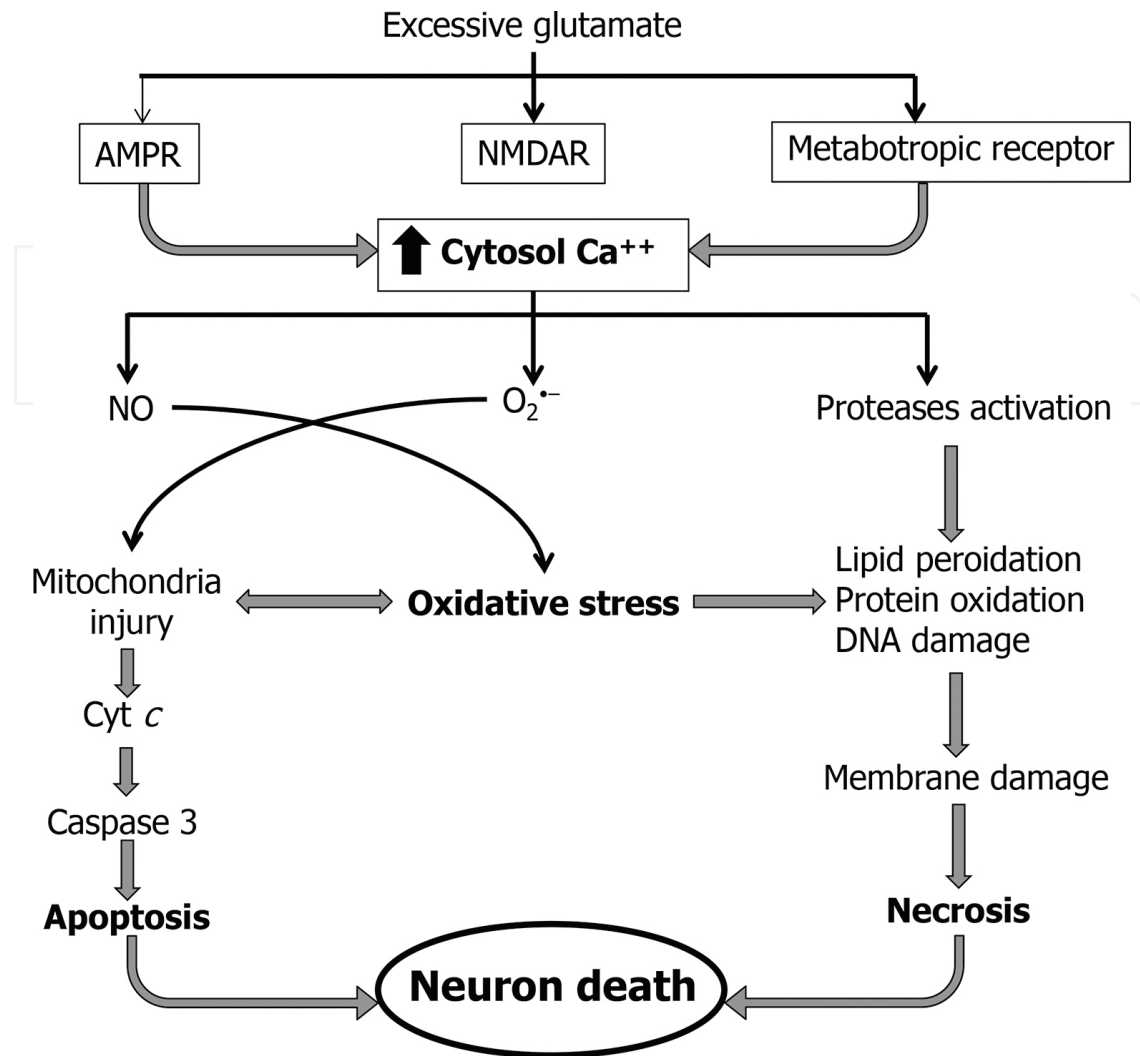 Excessive glutamate
AMPR
NMDAR
Metabotropic receptor
Cytosol Ca⁺⁺
NO
O₂•⁻
Proteases activation
Mitochondria
injury
Oxidative stress
Lipid peroidation
Protein oxidation
DNA damage
Cyt c
Membrane damage
Caspase 3
Apoptosis
Necrosis
Neuron death